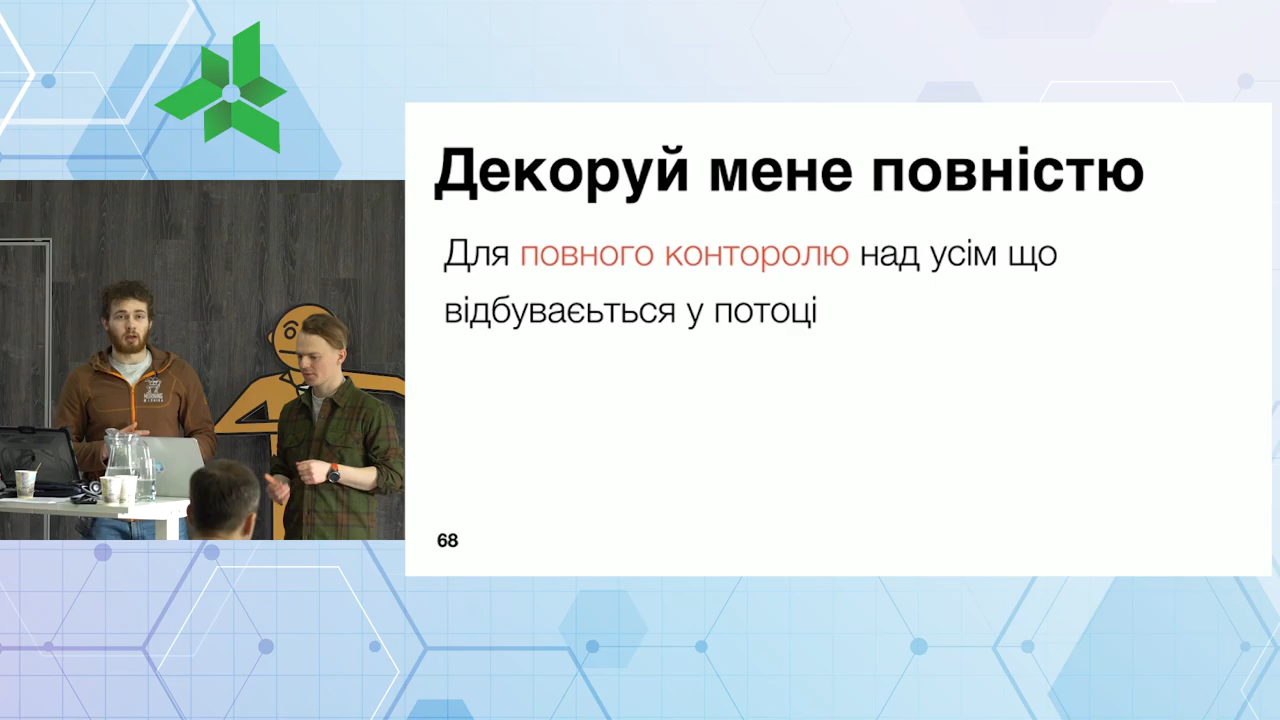 Декоруй мене повністю
Для повного конторолю над усім що
відбуваєьться у потоці
68